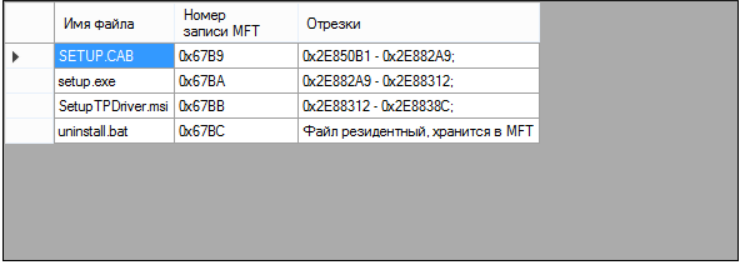 Имя файла Номер записи MFT Отрезки
SETUP.CAB 0x67B9 0x2E850B1 - 0x2E882A9;
setup.exe 0x67BA 0x2E882A9 - 0x2E88312;
SetupTPDriver.msi 0x67BB 0x2E88312 - 0x2E8838C;
uninstall.bat 0x67BC Файл резидентный, хранится в MFT